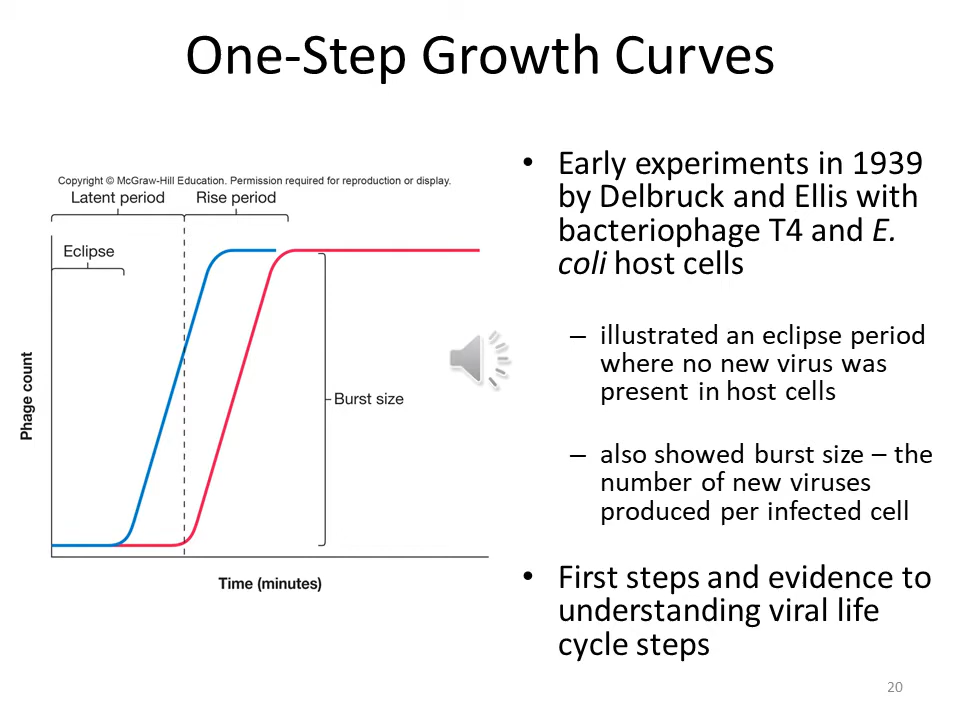 One-Step Growth Curves
Copyright © McGraw-Hill Education. Permission required for reproduction or display.
Latent period
Rise period
Eclipse
Burst size
Phage count
Time (minutes)
• Early experiments in 1939
by Delbruck and Ellis with
bacteriophage T4 and E.
coli host cells
– illustrated an eclipse period
where no new virus was
present in host cells
– also showed burst size – the
number of new viruses
produced per infected cell
• First steps and evidence to
understanding viral life
cycle steps
20